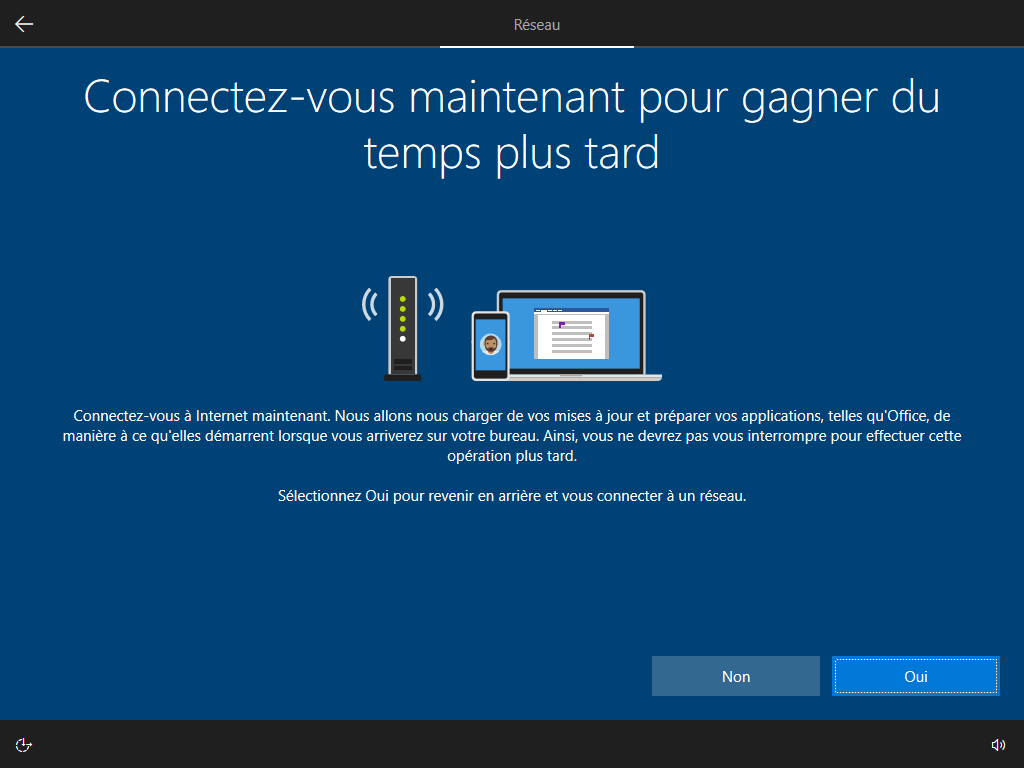 Réseau
Connectez-vous maintenant pour gagner du
temps plus tard
Connectez-vous à Internet maintenant. Nous allons nous charger de vos mises à jour et préparer vos applications, telles qu'Office, de
manière à ce qu'elles démarrent lorsque vous arriverez sur votre bureau. Ainsi, vous ne devrez pas vous interrompre pour effectuer cette
opération plus tard.
Sélectionnez Oui pour revenir en arrière et vous connecter à un réseau.
Non
Oui